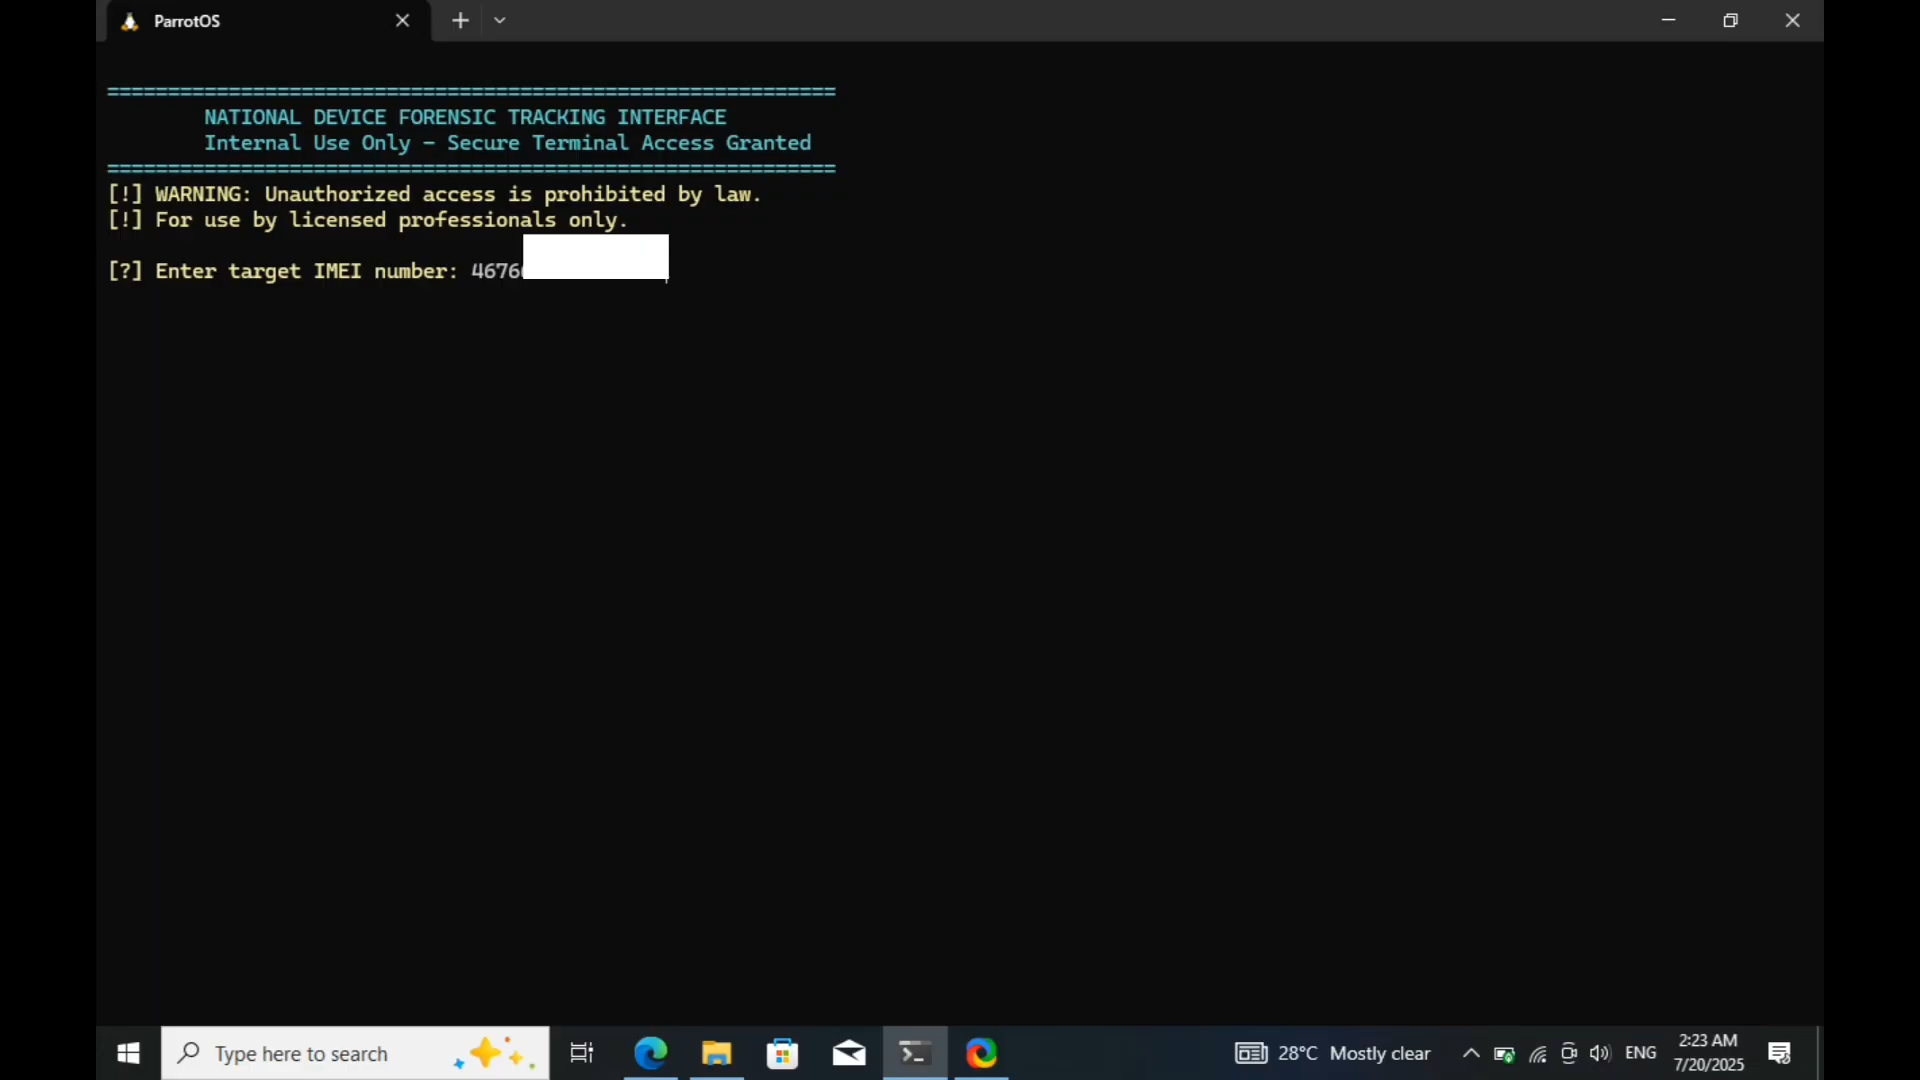 ParrotOS
============================================================
NATIONAL DEVICE FORENSIC TRACKING INTERFACE
Internal Use Only - Secure Terminal Access Granted
============================================================
[!] WARNING: Unauthorized access is prohibited by law.
[!] For use by licensed professionals only.
[?] Enter target IMEI number: 4676
Type here to search
28°C Mostly clear
ENG
2:23 AM
7/20/2025